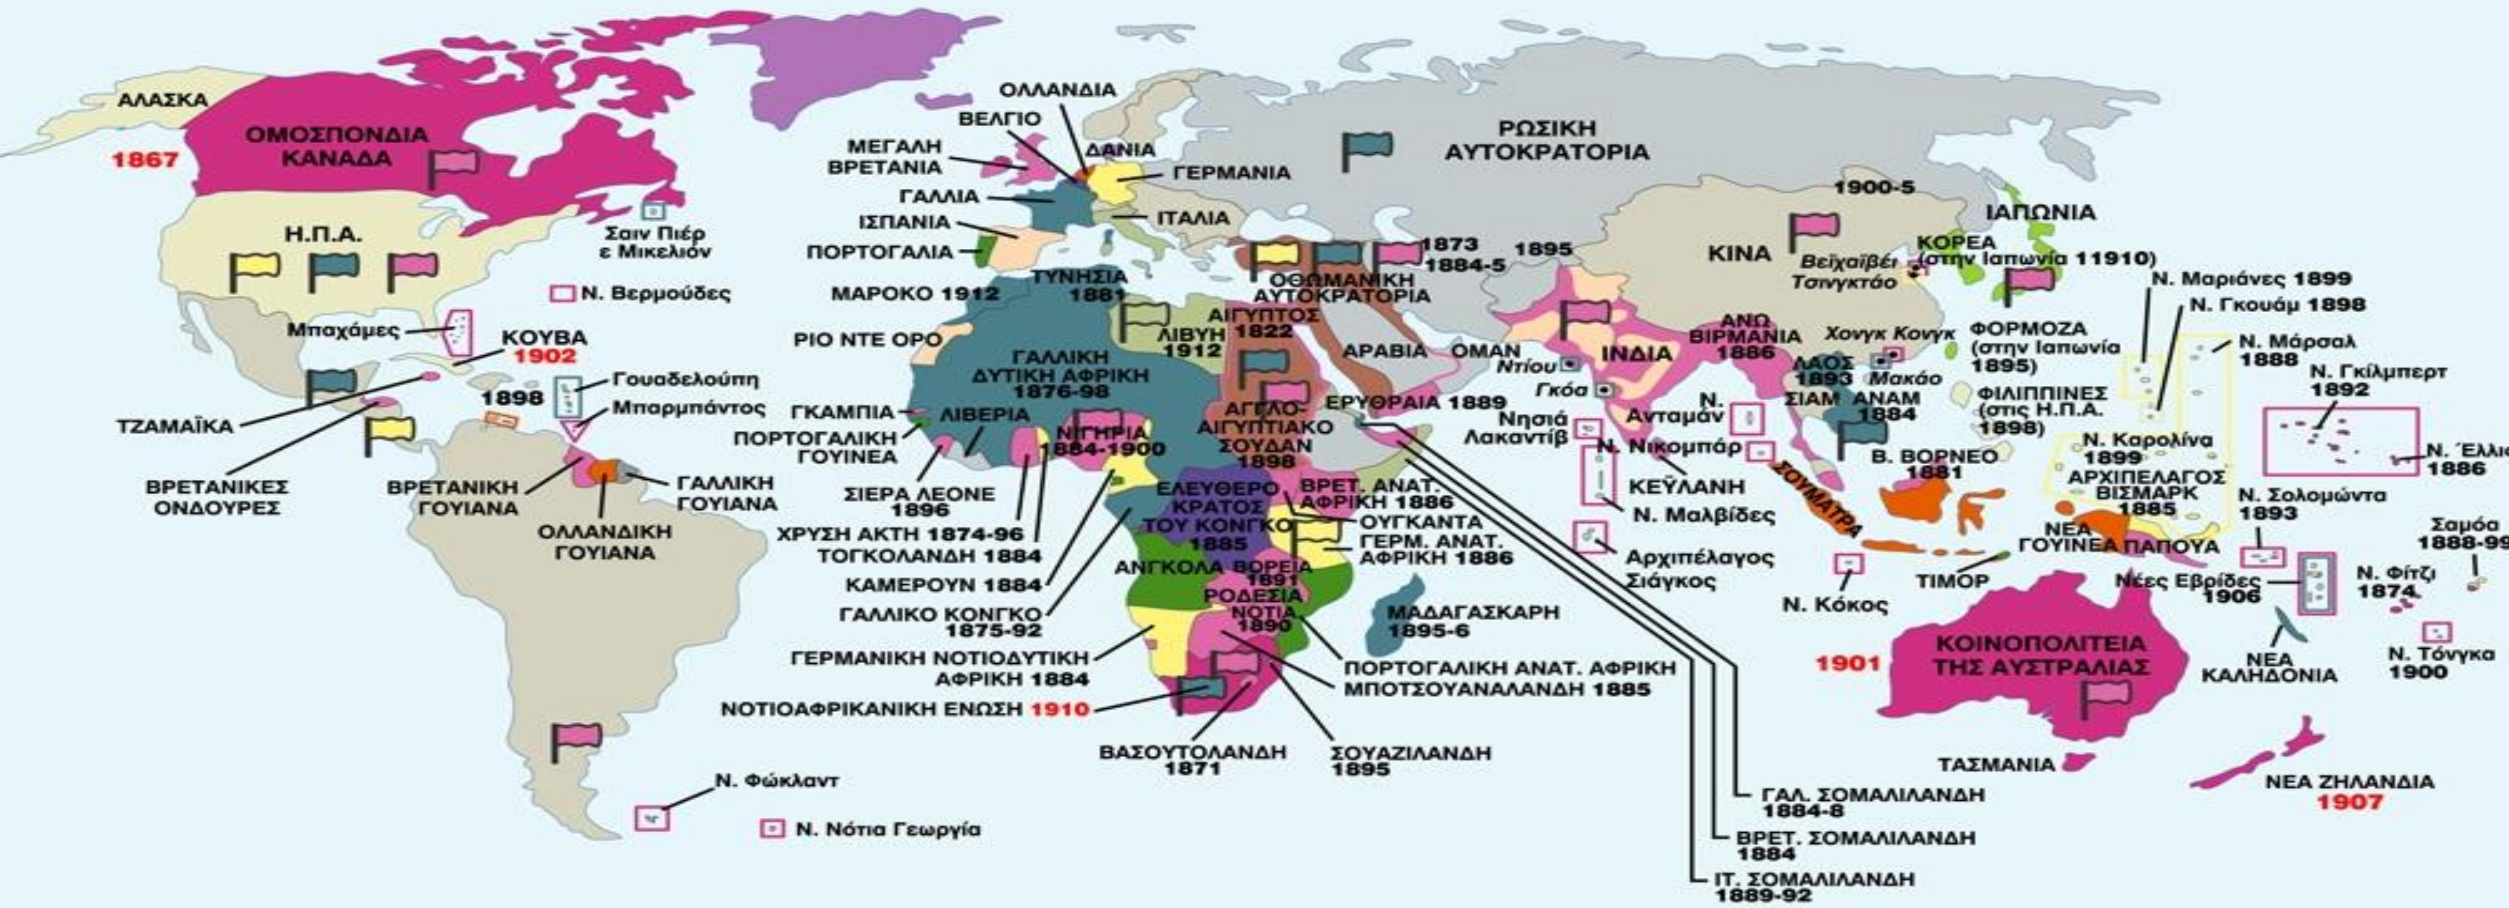 ΑΛΑΣΚΑ
ΟΜΟΣΠΟΝΔΙΑ
ΚΑΝΑΔΑ
1867
Η.Π.Α.
Σαιν Πιέρ
ε Μικελιόν
Ν. Βερμούδες
Μπαχάμες
ΚΟΥΒΑ
1902
1898
Γουαδελούπη
Μπαρμπάντος
ΤΖΑΜΑΪΚΑ
ΒΡΕΤΑΝΙΚΕΣ
ΟΝΔΟΥΡΕΣ
ΒΡΕΤΑΝΙΚΗ
ΓΟΥΙΑΝΑ
ΟΛΛΑΝΔΙΚΗ
ΓΟΥΙΑΝΑ
ΓΑΛΛΙΚΗ
ΓΟΥΙΑΝΑ
Ν. Φώκλαντ
Ν. Νότια Γεωργία
ΟΛΛΑΝΔΙΑ
ΒΕΛΓΙΟ
ΔΑΝΙΑ
ΜΕΓΑΛΗ
ΒΡΕΤΑΝΙΑ
ΓΕΡΜΑΝΙΑ
ΓΑΛΛΙΑ
ΙΤΑΛΙΑ
ΙΣΠΑΝΙΑ
ΠΟΡΤΟΓΑΛΙΑ
ΡΩΣΙΚΗ
ΑΥΤΟΚΡΑΤΟΡΙΑ
1873
1884-5
1895
ΟΘΩΜΑΝΙΚΗ
ΑΥΤΟΚΡΑΤΟΡΙΑ
ΤΥΝΗΣΙΑ
1881
ΜΑΡΟΚΟ 1912
ΡΙΟ ΝΤΕ ΟΡΟ
ΛΙΒΥΗ
1912
ΑΙΓΥΠΤΟΣ
1822
ΓΑΛΛΙΚΗ
ΔΥΤΙΚΗ ΑΦΡΙΚΗ
1876-98
ΑΡΑΒΙΑ
ΟΜΑΝ
ΕΡΥΘΡΑΙΑ 1889
ΓΚΑΜΠΙΑ
ΛΙΒΕΡΙΑ
ΠΟΡΤΟΓΑΛΙΚΗ
ΓΟΥΙΝΕΑ
ΝΙΓΗΡΙΑ
1884-1900
ΑΓΓΛΟ-
ΑΙΓΥΠΤΙΑΚΟ
ΣΟΥΔΑΝ
1898
ΣΙΕΡΑ ΛΕΟΝΕ
1896
ΧΡΥΣΗ ΑΚΤΗ 1874-96
ΤΟΓΚΟΛΑΝΔΗ 1884
ΚΑΜΕΡΟΥΝ 1884
ΓΑΛΛΙΚΟ ΚΟΝΓΚΟ
1875-92
ΕΛΕΥΘΕΡΟ
ΚΡΑΤΟΣ
ΤΟΥ ΚΟΝΓΚΟ
1885
ΒΡΕΤ. ΑΝΑΤ.
ΑΦΡΙΚΗ 1886
ΟΥΓΚΑΝΤΑ
ΓΕΡΜ. ΑΝΑΤ.
ΑΦΡΙΚΗ 1886
ΑΝΓΚΟΛΑ
ΒΟΡΕΙΑ
1891
ΡΟΔΕΣΙΑ
ΝΟΤΙΑ
1890
ΜΑΔΑΓΑΣΚΑΡΗ
1895-6
ΓΕΡΜΑΝΙΚΗ ΝΟΤΙΟΔΥΤΙΚΗ
ΑΦΡΙΚΗ 1884
ΠΟΡΤΟΓΑΛΙΚΗ ΑΝΑΤ. ΑΦΡΙΚΗ
ΜΠΟΤΣΟΥΑΝΑΛΑΝΔΗ 1885
ΝΟΤΙΟΑΦΡΙΚΑΝΙΚΗ ΕΝΩΣΗ 1910
ΒΑΣΟΥΤΟΛΑΝΔΗ
1871
ΣΟΥΑΖΙΛΑΝΔΗ
1895
ΓΑΛ. ΣΟΜΑΛΙΛΑΝΔΗ
1884-8
ΒΡΕΤ. ΣΟΜΑΛΙΛΑΝΔΗ
1884
ΙΤ. ΣΟΜΑΛΙΛΑΝΔΗ
1889-92
1900-5
ΚΙΝΑ
ΙΑΠΩΝΙΑ
ΚΟΡΕΑ
(στην Ιαπωνία 11910)
Βεϊχαϊβέι
Τσινγκτάο
ΙΝΔΙΑ
ΑΝΩ
ΒΙΡΜΑΝΙΑ
1886
Χονγκ Κονγκ
Μακάο
ΛΑΟΣ
1893
ΣΙΑΜ
ΑΝΑΜ
1884
ΦΟΡΜΟΖΑ
(στην Ιαπωνία
1895)
ΦΙΛΙΠΠΙΝΕΣ
(στις Η.Π.Α.
1898)
Ντίου
Γκόα
Νησιά
Λακαντίβ
Ν.
Ανταμάν
Ν. Νικομπάρ
ΚΕΫΛΑΝΗ
Ν. Μαλβίδες
Αρχιπέλαγος
Σιάγκος
ΣΟΥΜΑΤΡΑ
Β. ΒΟΡΝΕΟ
1881
Ν. Κόκος
ΤΙΜΟΡ
Ν. Μαριάνες 1899
Ν. Γκουάμ 1898
Ν. Μάρσαλ
1888
Ν. Γκίλμπερτ
1892
Ν. Καρολίνα
1899
ΑΡΧΙΠΕΛΑΓΟΣ
ΒΙΣΜΑΡΚ
1885
Ν. Έλλις
1886
Ν. Σολομώντα
1893
ΝΕΑ
ΓΟΥΙΝΕΑ
ΠΑΠΟΥΑ
Σαμόα
1888-99
Νέες Εβρίδες
1906
Ν. Φίτζι
1874
Ν. Τόνγκα
1900
ΝΕΑ
ΚΑΛΗΔΟΝΙΑ
1901
ΚΟΙΝΟΠΟΛΙΤΕΙΑ
ΤΗΣ ΑΥΣΤΡΑΛΙΑΣ
ΤΑΣΜΑΝΙΑ
ΝΕΑ ΖΗΛΑΝΔΙΑ
1907